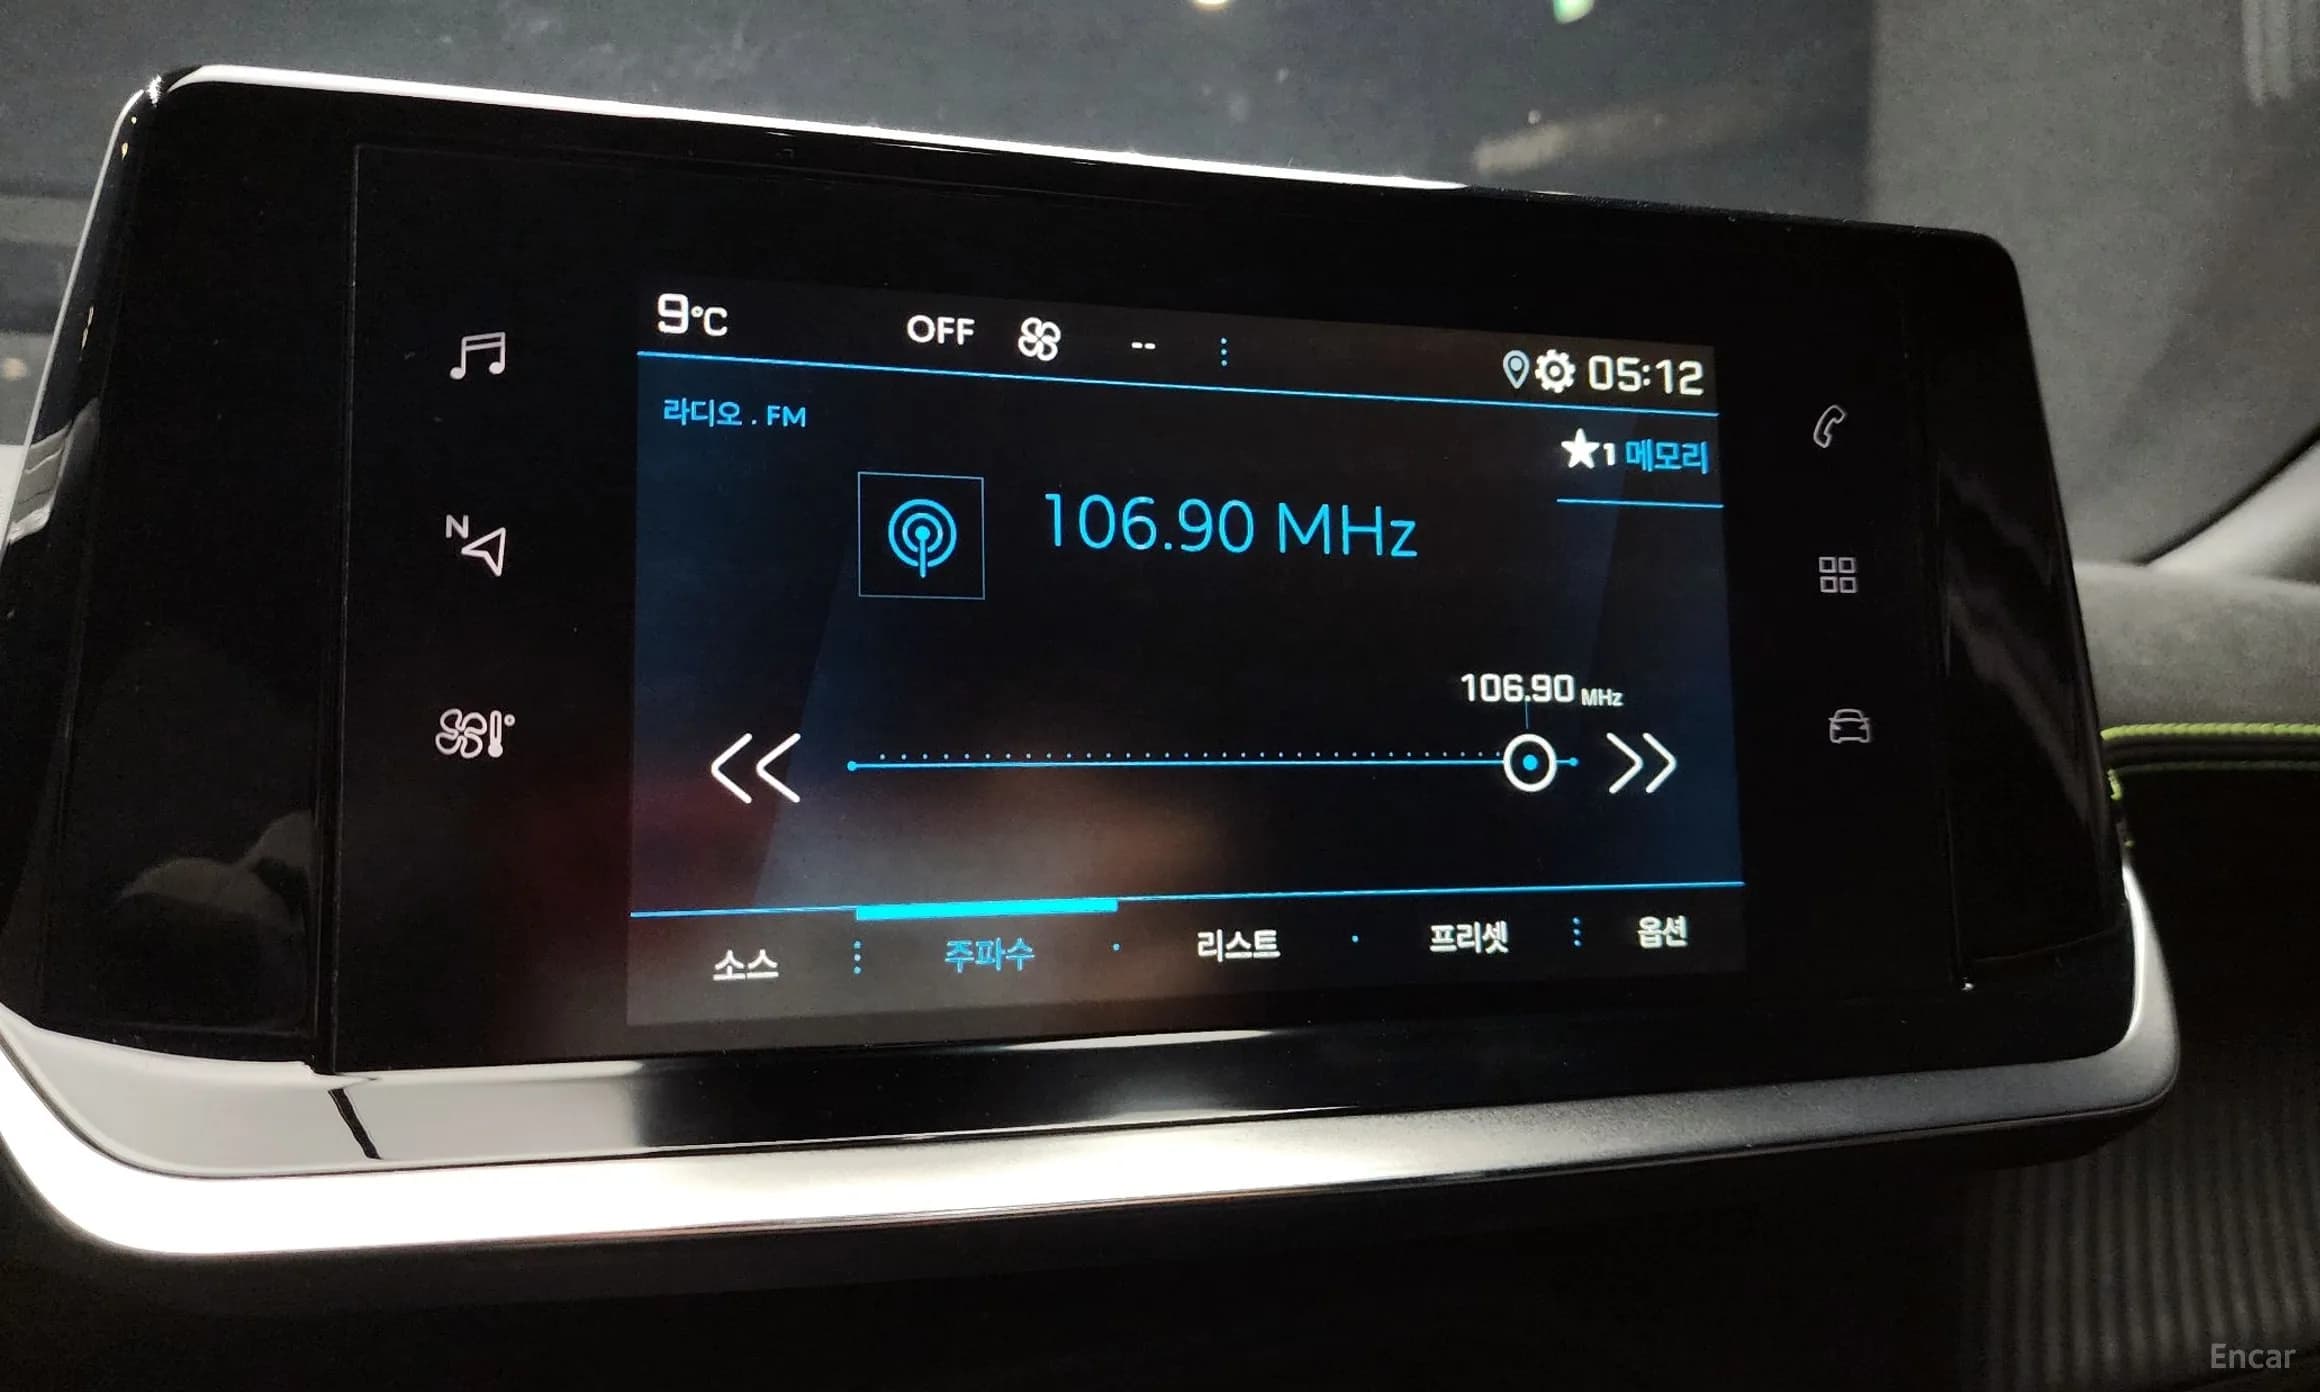 9°C OFF -- 05:12
라디오 . FM
★1 메모리
106.90 MHz
106.90 MHz
N
소스 주파수 리스트 프리셋 옵션
Encar